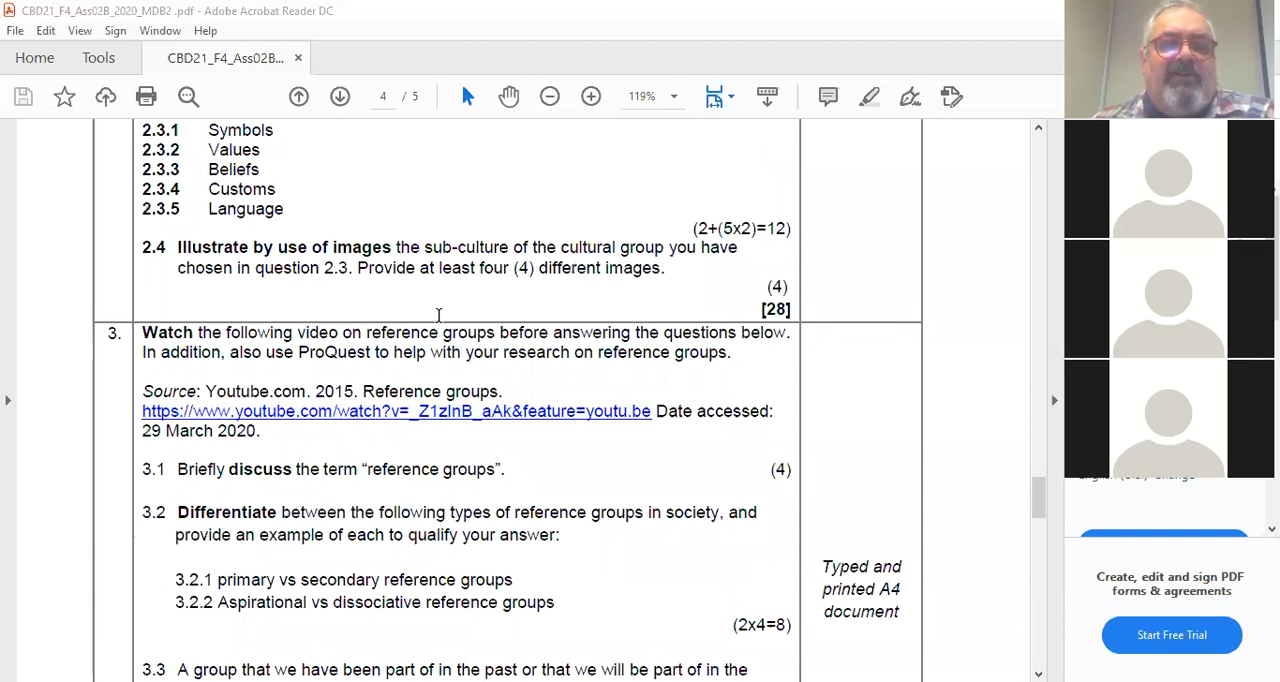 CBD21_F4_Ass02B_2020_MDB2 .pdf - Adobe Acrobat Reader DC
File Edit View Sign Window Help
Home Tools CBD21_F4_Ass02B... ×
4 / 5 119%
2.3.1 Symbols
2.3.2 Values
2.3.3 Beliefs
2.3.4 Customs
2.3.5 Language
(2+(5x2)=12)
2.4 Illustrate by use of images the sub-culture of the cultural group you have
chosen in question 2.3. Provide at least four (4) different images.
(4)
[28]
3. Watch the following video on reference groups before answering the questions below.
In addition, also use ProQuest to help with your research on reference groups.
Source: Youtube.com. 2015. Reference groups.
https://www.youtube.com/watch?v=_Z1zInB_aAk&feature=youtu.be Date accessed:
29 March 2020.
3.1 Briefly discuss the term “reference groups”. (4)
3.2 Differentiate between the following types of reference groups in society, and
provide an example of each to qualify your answer:
3.2.1 primary vs secondary reference groups
3.2.2 Aspirational vs dissociative reference groups
(2x4=8)
Typed and
printed A4
document
3.3 A group that we have been part of in the past or that we will be part of in the
Create, edit and sign PDF
forms & agreements
Start Free Trial